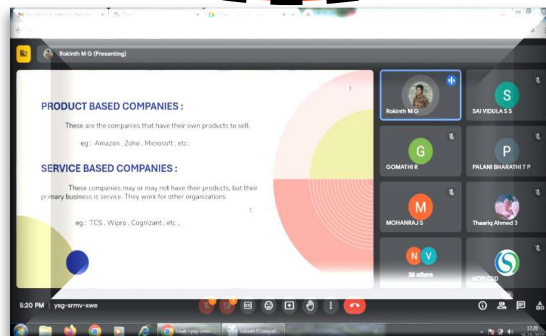 Rokinth M G (Presenting)
PRODUCT BASED COMPANIES :
These are the companies that have their own products to sell.
eg.: Amazon , Zoho , Microsoft , etc.
SERVICE BASED COMPANIES :
These companies may or may not have their products, but their
primary business is service. They work for other organizations
eg.: TCS , Wipro , Cognizant , etc...
Rokinth M G
S
SAI VIDULA S S
G
GOMATHI R
P
PALANI BHARATHI T P
M
MOHANRAJ S
Thaariq Ahmed J
N V
30 others
5:20 PM | ysg-srmv-xwe
17:20